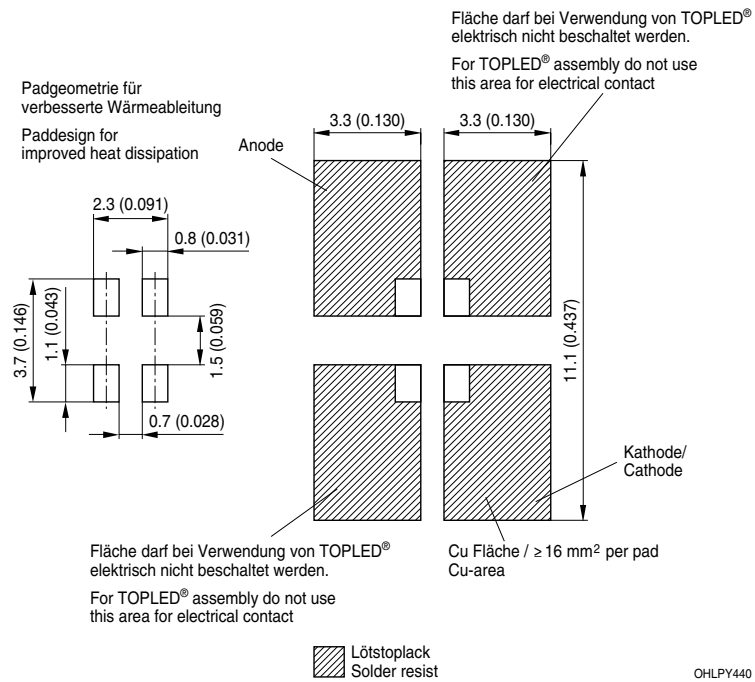 Fläche darf bei Verwendung von TOPLED®
elektrisch nicht beschaltet werden.
For TOPLED® assembly do not use
this area for electrical contact
Padgeometrie für
verbesserte Wärmeableitung
Paddesign for
improved heat dissipation
Anode
3.3 (0.130)
3.3 (0.130)
2.3 (0.091)
0.8 (0.031)
3.7 (0.146)
1.1 (0.043)
1.5 (0.059)
0.7 (0.028)
11.1 (0.437)
Kathode/
Cathode
Fläche darf bei Verwendung von TOPLED®
elektrisch nicht beschaltet werden.
For TOPLED® assembly do not use
this area for electrical contact
Cu Fläche / ≥ 16 mm² per pad
Cu-area
Lötstoplack
Solder resist
OHLPY440